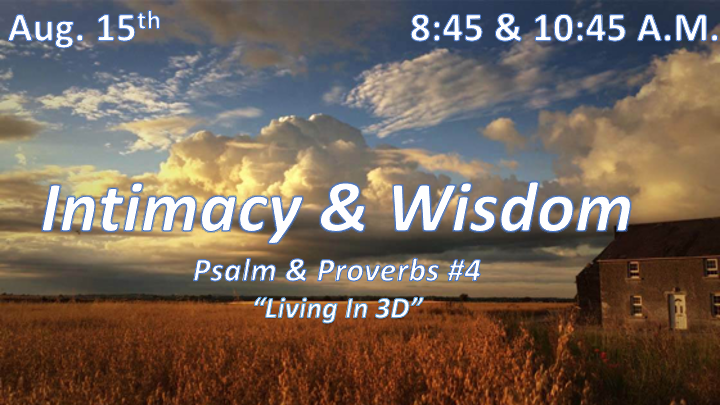 Aug. 15th
8:45 & 10:45 A.M.
Intimacy & Wisdom
Psalm & Proverbs #4
“Living In 3D”